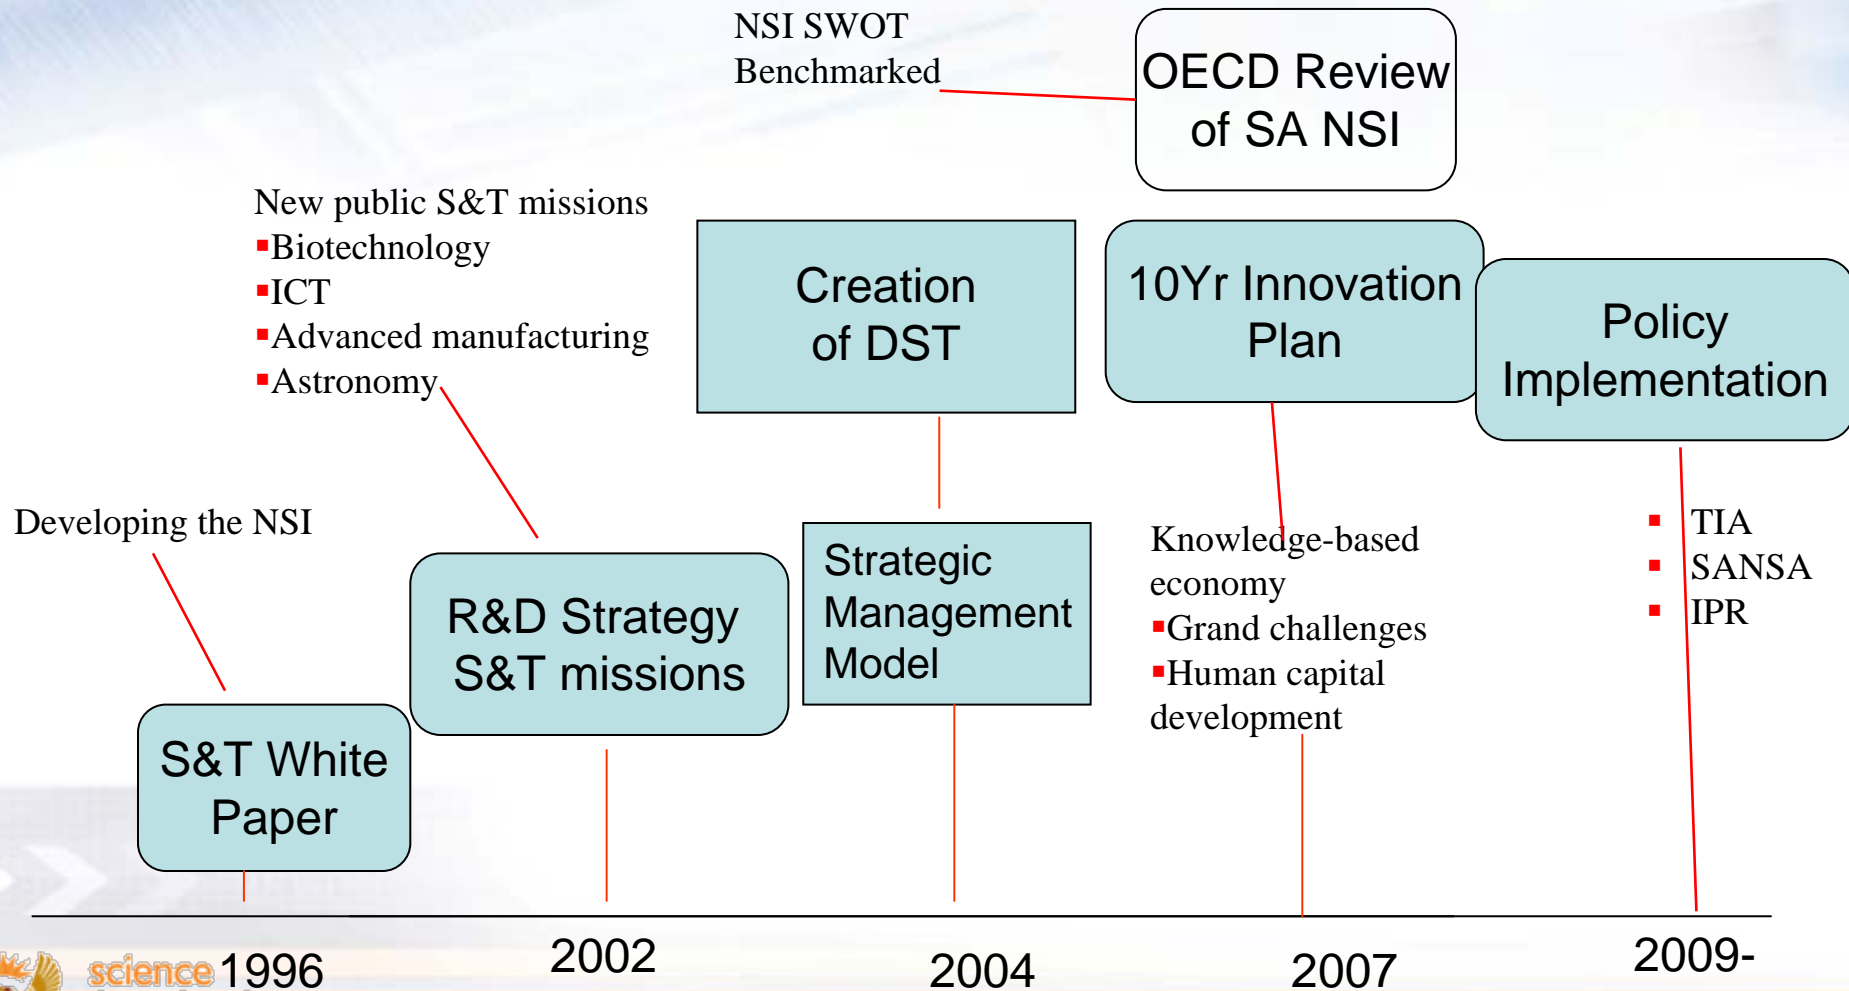 NSI SWOT
Benchmarked
OECD Review
of SA NSI
New public S&T missions
▪Biotechnology
▪ICT
▪Advanced manufacturing
▪Astronomy
Creation
of DST
10Yr Innovation
Plan
Policy
Implementation
Developing the NSI
R&D Strategy
S&T missions
Strategic
Management
Model
Knowledge-based
economy
▪Grand challenges
▪Human capital
development
▪ TIA
▪ SANSA
▪ IPR
S&T White
Paper
science
1996
2002
2004
2007
2009-